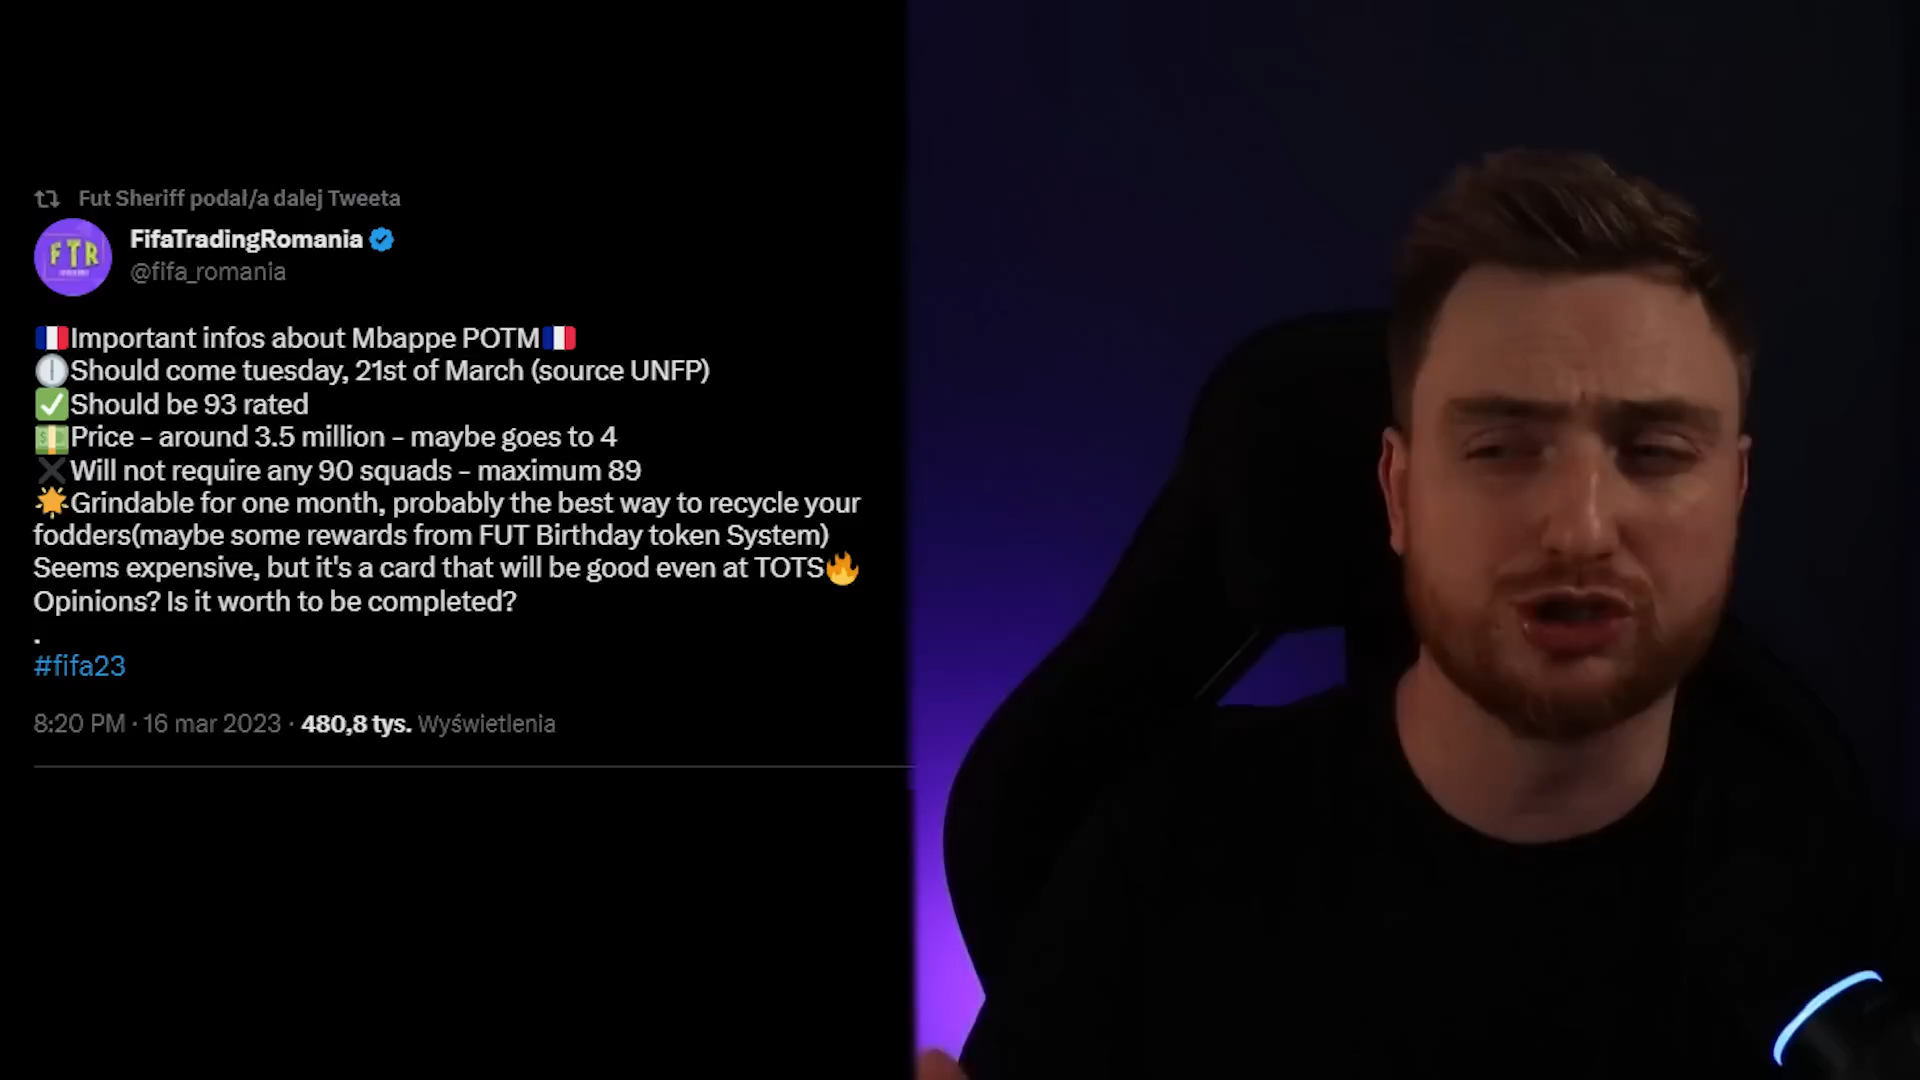 Fut Sheriff podał/a dalej Tweeta
FTR
FifaTradingRomania
@fifa_romania
🇫🇷Important infos about Mbappe POTM🇫🇷
🕕Should come tuesday, 21st of March (source UNFP)
✅Should be 93 rated
💵Price - around 3.5 million - maybe goes to 4
✖️Will not require any 90 squads - maximum 89
🌟Grindable for one month, probably the best way to recycle your
fodders(maybe some rewards from FUT Birthday token System)
Seems expensive, but it's a card that will be good even at TOTS🔥
Opinions? Is it worth to be completed?
.
#fifa23
8:20 PM · 16 mar 2023 · 480,8 tys. Wyświetlenia